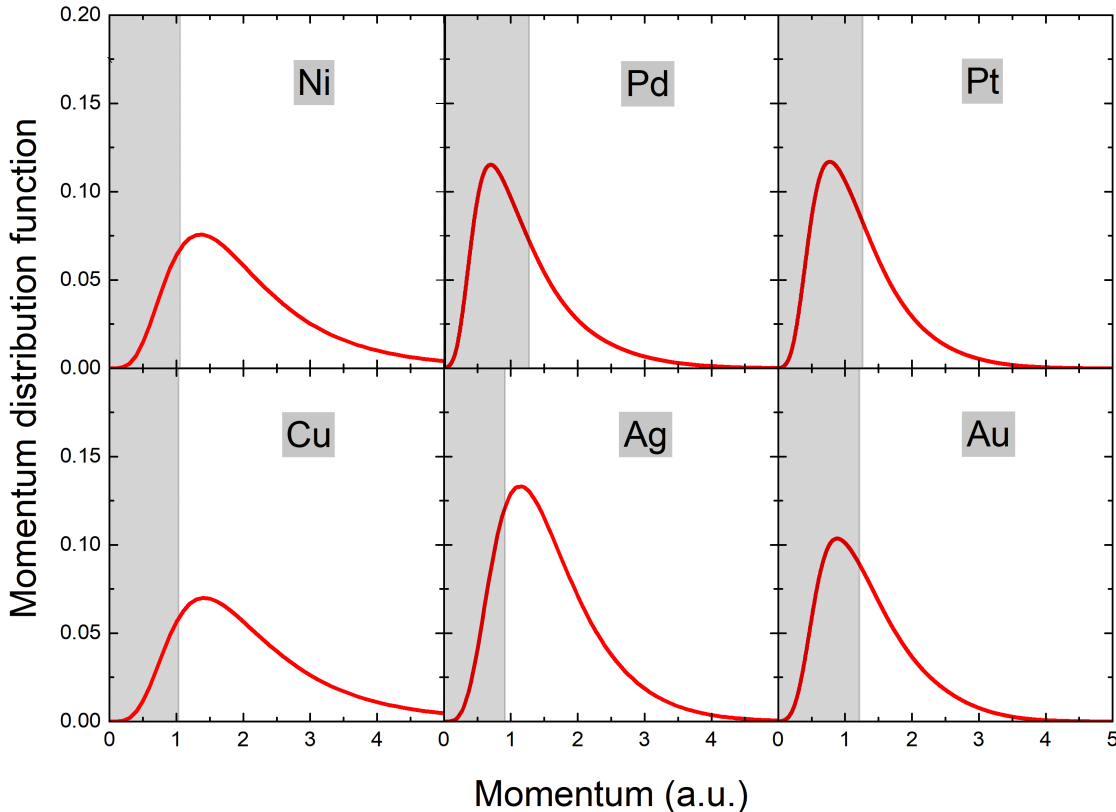 Momentum distribution function
0.20
0.15
0.10
0.05
0.00
Ni
Pd
Pt
0.15
0.10
0.05
0.00
Cu
Ag
Au
0 1 2 3 4 0 1 2 3 4 0 1 2 3 4 5
Momentum (a.u.)